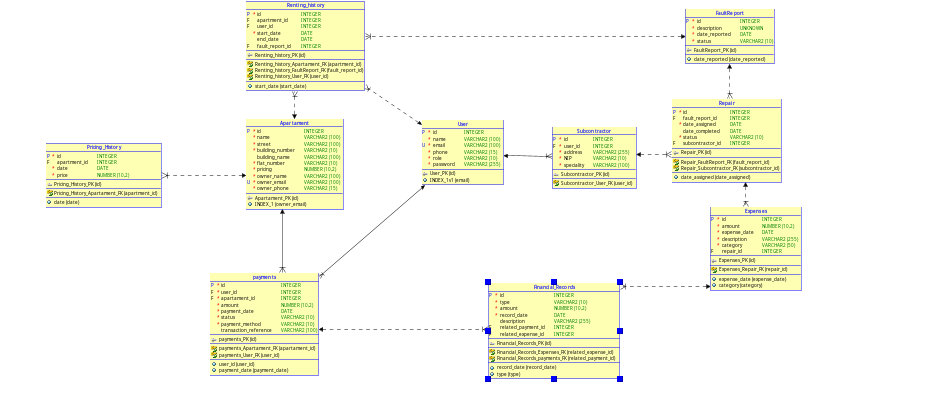 Renting_history
P * id INTEGER
F apartment_id INTEGER
F user_id INTEGER
* start_date DATE
end_date DATE
F fault_report_id INTEGER
Renting_history_PK (id)
Renting_history_Apartament_FK (apartment_id)
Renting_history_FaultReport_FK (fault_report_id)
Renting_history_User_FK (user_id)
start_date (start_date)
FaultReport
P * id INTEGER
* description UNKNOWN
* date_reported DATE
* status VARCHAR2 (10)
FaultReport_PK (id)
date_reported (date_reported)
Repair
P * id INTEGER
F fault_report_id INTEGER
* date_assigned DATE
date_completed DATE
* status VARCHAR2 (10)
F subcontractor_id INTEGER
Repair_PK (id)
Repair_FaultReport_FK (fault_report_id)
Repair_Subcontractor_FK (subcontractor_id)
date_assigned (date_assigned)
Apartament
P * id INTEGER
* name VARCHAR2 (100)
* street VARCHAR2 (100)
* building_number VARCHAR2 (10)
building_name VARCHAR2 (100)
* flat_number VARCHAR2 (10)
* pricing NUMBER (10,2)
* owner_name VARCHAR2 (100)
U * owner_email VARCHAR2 (100)
* owner_phone VARCHAR2 (15)
Apartament_PK (id)
INDEX_1 (owner_email)
User
P * id INTEGER
* name VARCHAR2 (100)
U * email VARCHAR2 (100)
* phone VARCHAR2 (15)
* role VARCHAR2 (10)
* password VARCHAR2 (255)
User_PK (id)
INDEX_1v1 (email)
Subcontractor
P * id INTEGER
F * user_id INTEGER
* address VARCHAR2 (255)
* NIP VARCHAR2 (10)
* speciality VARCHAR2 (100)
Subcontractor_PK (id)
Subcontractor_User_FK (user_id)
Pricing_History
P * id INTEGER
F apartament_id INTEGER
* date DATE
* price NUMBER (10,2)
Pricing_History_PK (id)
Pricing_History_Apartament_FK (apartament_id)
date (date)
Expenses
P * id INTEGER
* amount NUMBER (10,2)
* expense_date DATE
* description VARCHAR2 (255)
* category VARCHAR2 (50)
F repair_id INTEGER
Expenses_PK (id)
Expenses_Repair_FK (repair_id)
expense_date (expense_date)
category (category)
payments
P * id INTEGER
F * user_id INTEGER
F * apartament_id INTEGER
* amount NUMBER (10,2)
* payment_date DATE
* status VARCHAR2 (10)
* payment_method VARCHAR2 (10)
transaction_reference VARCHAR2 (100)
payments_PK (id)
payments_Apartament_FK (apartament_id)
payments_User_FK (user_id)
user_id (user_id)
payment_date (payment_date)
Financial_Records
P * id INTEGER
* type VARCHAR2 (10)
* amount NUMBER (10,2)
* record_date DATE
description VARCHAR2 (255)
related_payment_id INTEGER
related_expense_id INTEGER
Financial_Records_PK (id)
Financial_Records_Expenses_FK (related_expense_id)
Financial_Records_payments_FK (related_payment_id)
record_date (record_date)
type (type)